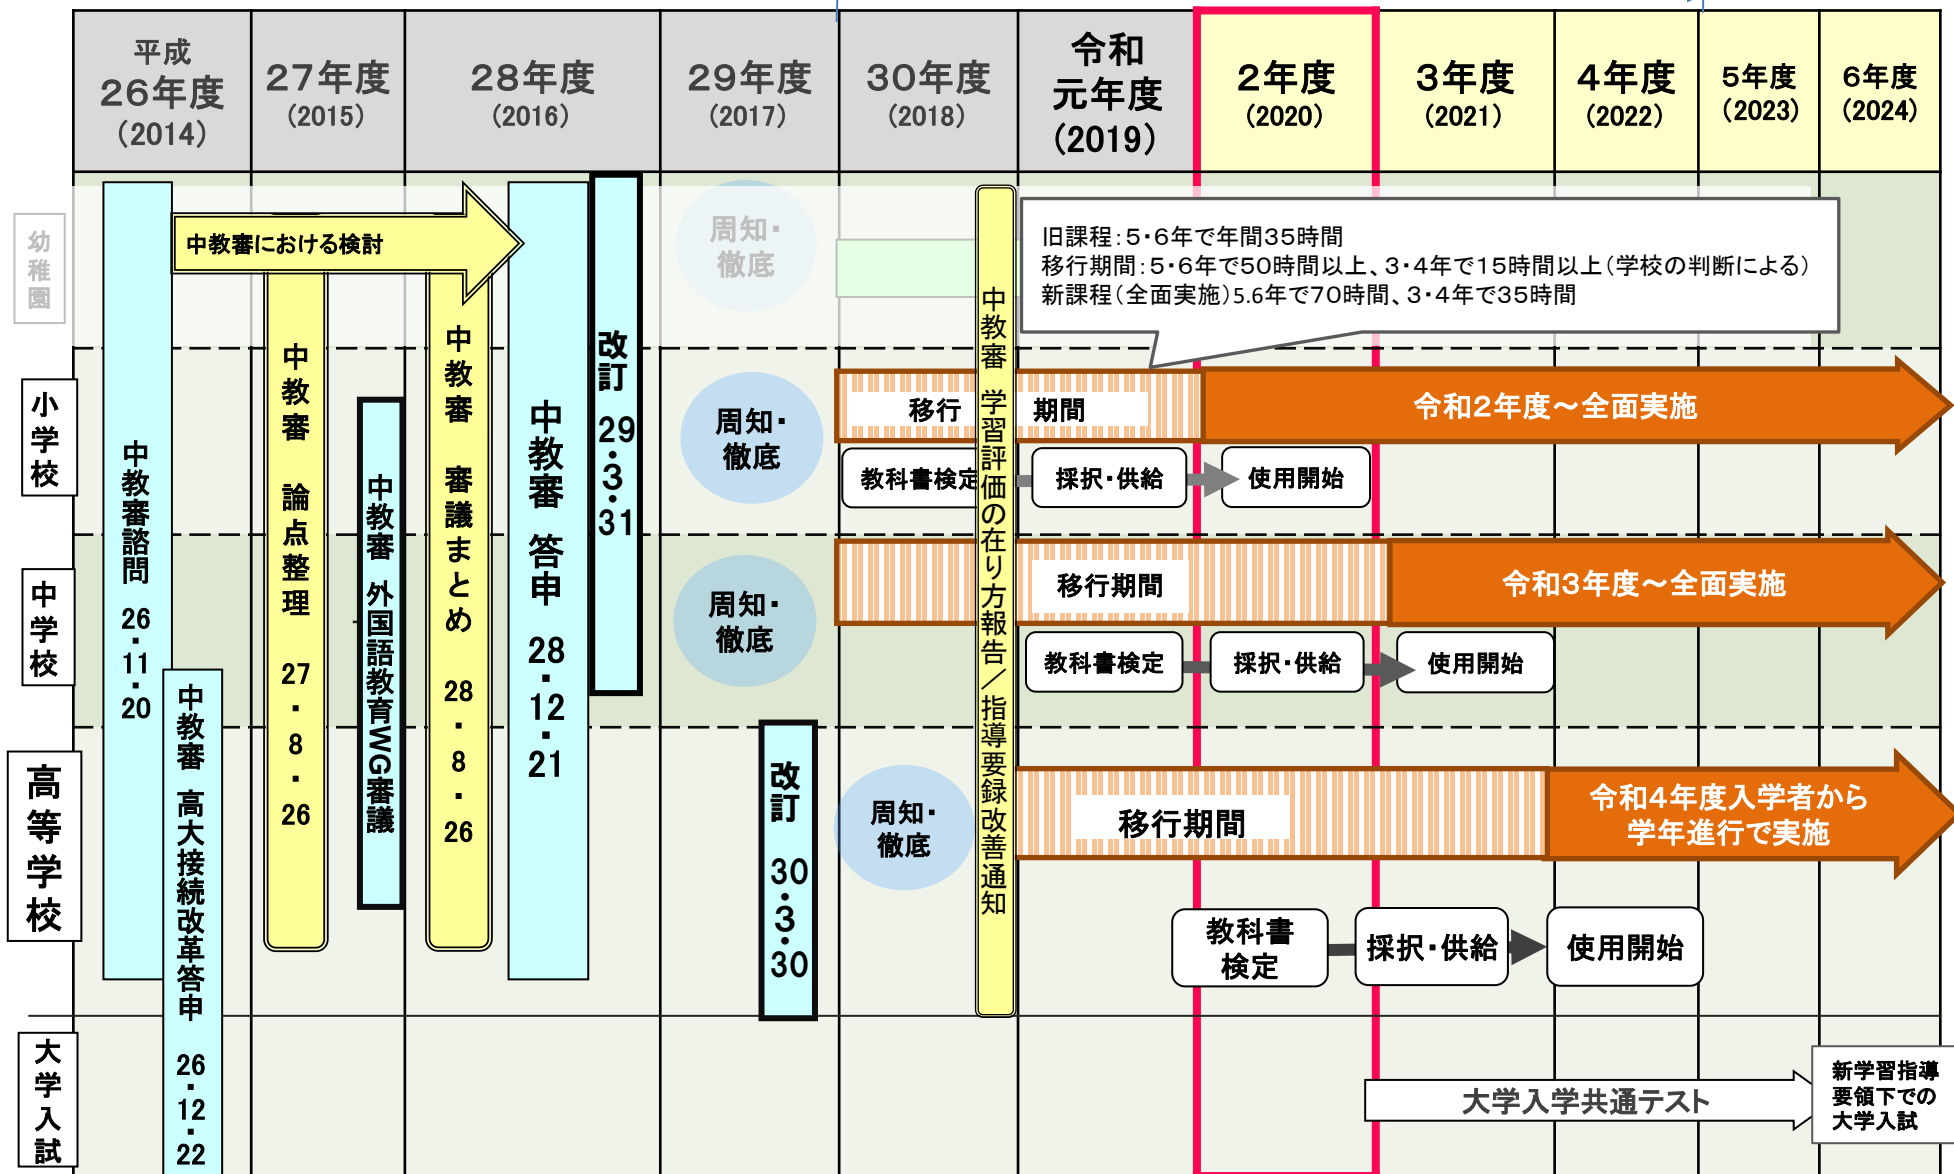 平成
26年度
（2014）
27年度
（2015）
28年度
（2016）
29年度
（2017）
30年度
（2018）
令和
元年度
（2019）
2年度
（2020）
3年度
（2021）
4年度
（2022）
5年度
（2023）
6年度
（2024）
幼稚園
小学校
中学校
高等学校
大学入試
中教審諮問 26・11・20
中教審 高大接続改革答申 26・12・22
中教審における検討
中教審 論点整理 27・8・26
中教審 外国語教育WG審議
中教審 審議まとめ 28・8・26
中教審 答申 28・12・21
改訂 29・3・31
改訂 30・3・30
周知・
徹底
周知・
徹底
周知・
徹底
周知・
徹底
中教審 学習評価の在り方報告／指導要録改善通知
旧課程：5・6年で年間35時間
移行期間：5・6年で50時間以上、3・4年で15時間以上（学校の判断による）
新課程（全面実施）5.6年で70時間、3・4年で35時間
移行 期間
令和2年度～全面実施
教科書検定
採択・供給
使用開始
移行期間
令和3年度～全面実施
教科書検定
採択・供給
使用開始
移行期間
令和4年度入学者から
学年進行で実施
教科書
検定
採択・供給
使用開始
大学入学共通テスト
新学習指導
要領下での
大学入試